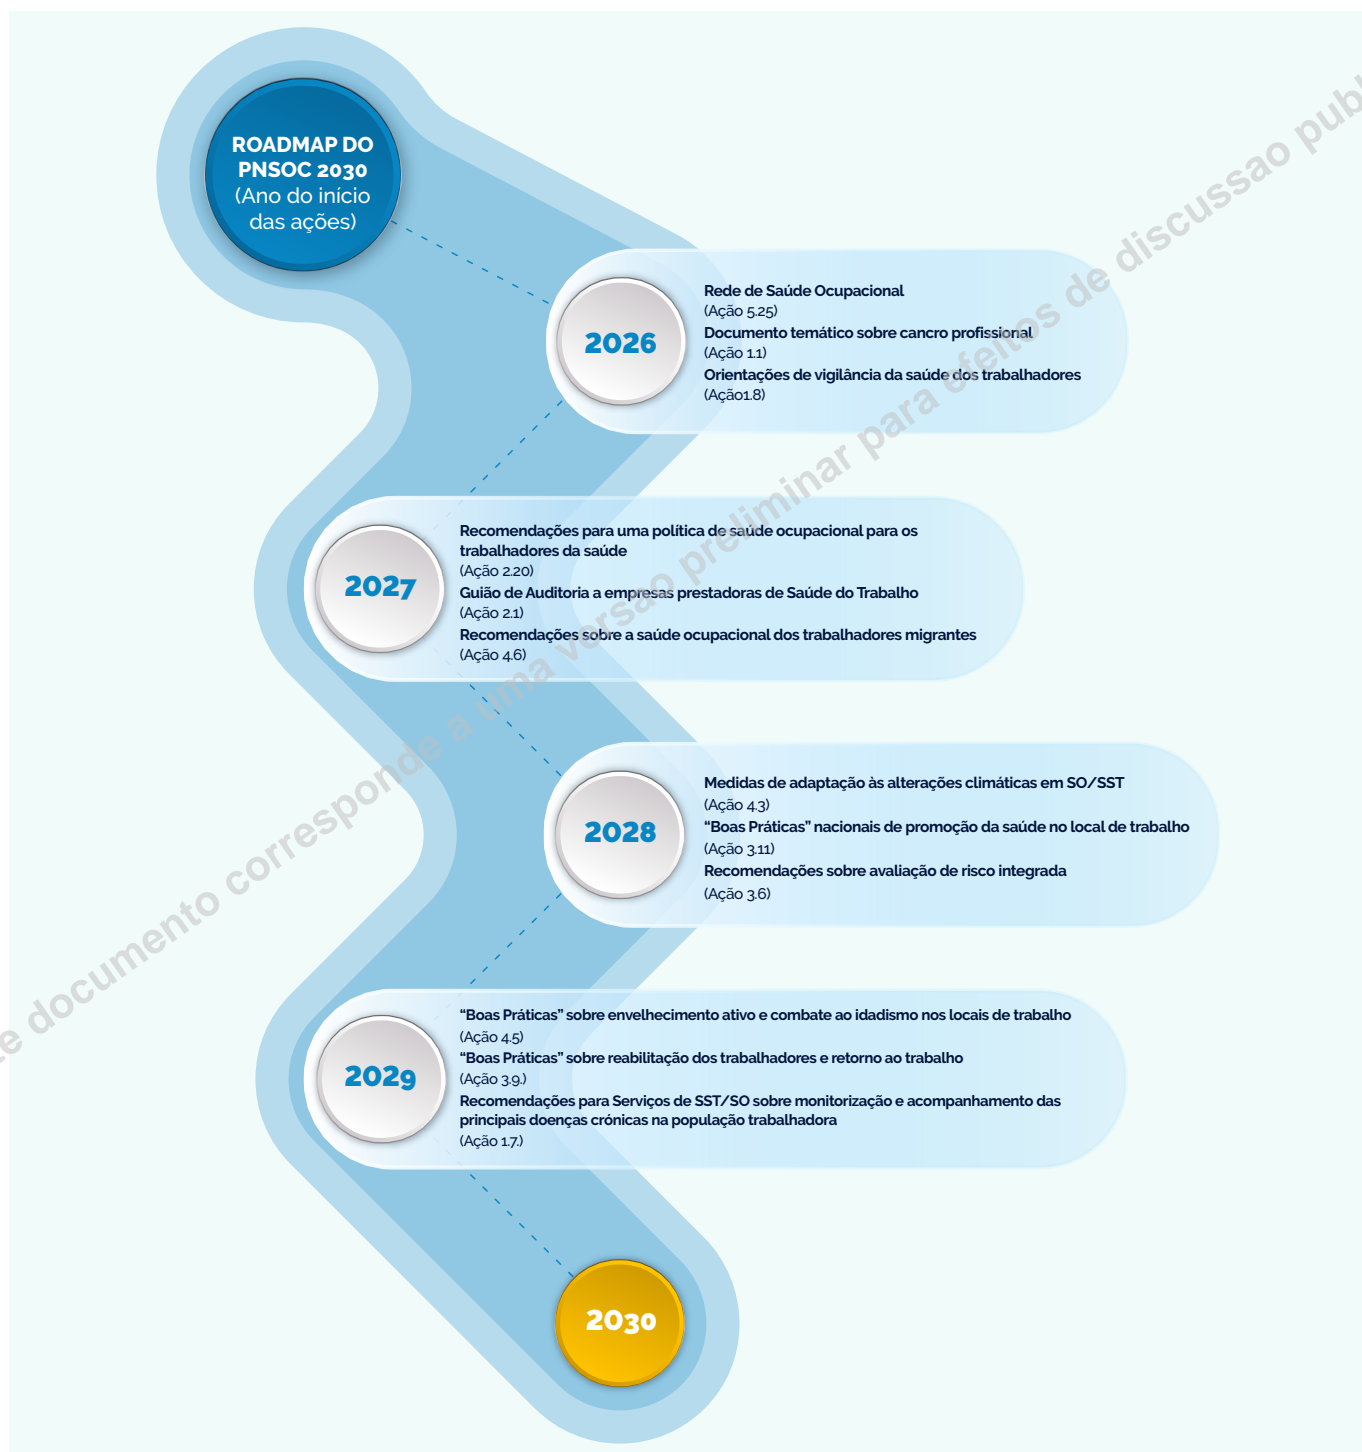 ROADMAP DO
PNSOC 2030
(Ano do início
das ações)
2026
Rede de Saúde Ocupacional
(Ação 5.25)
Documento temático sobre cancro profissional
(Ação 1.1)
Orientações de vigilância da saúde dos trabalhadores
(Ação1.8)
2027
Recomendações para uma política de saúde ocupacional para os
trabalhadores da saúde
(Ação 2.20)
Guião de Auditoria a empresas prestadoras de Saúde do Trabalho
(Ação 2.1)
Recomendações sobre a saúde ocupacional dos trabalhadores migrantes
(Ação 4.6)
2028
Medidas de adaptação às alterações climáticas em SO/SST
(Ação 4.3)
“Boas Práticas” nacionais de promoção da saúde no local de trabalho
(Ação 3.11)
Recomendações sobre avaliação de risco integrada
(Ação 3.6)
2029
“Boas Práticas” sobre envelhecimento ativo e combate ao idadismo nos locais de trabalho
(Ação 4.5)
“Boas Práticas” sobre reabilitação dos trabalhadores e retorno ao trabalho
(Ação 3.9.)
Recomendações para Serviços de SST/SO sobre monitorização e acompanhamento das
principais doenças crónicas na população trabalhadora
(Ação 1.7.)
2030
documento corresponde a uma versao preliminar para efeitos de discussao